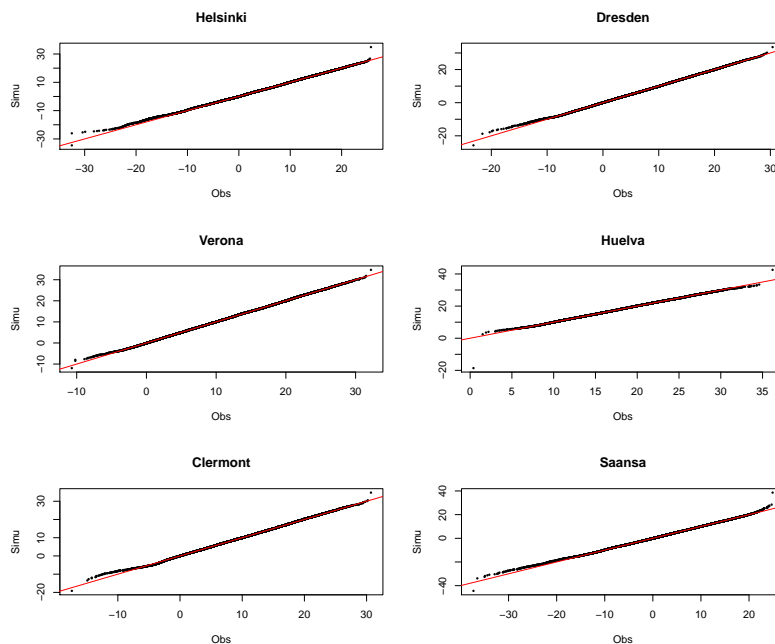 Helsinki
Simu
−30 −10 10 30
−30 −20 −10 0 10 20
Obs
Dresden
Simu
−20 0 20
−20 −10 0 10 20 30
Obs
Verona
Simu
−10 0 10 20 30
−10 0 10 20 30
Obs
Huelva
Simu
−20 0 20 40
0 5 10 15 20 25 30 35
Obs
Clermont
Simu
−20 0 10 30
−10 0 10 20 30
Obs
Saansa
Simu
−40 0 20 40
−30 −20 −10 0 10 20
Obs